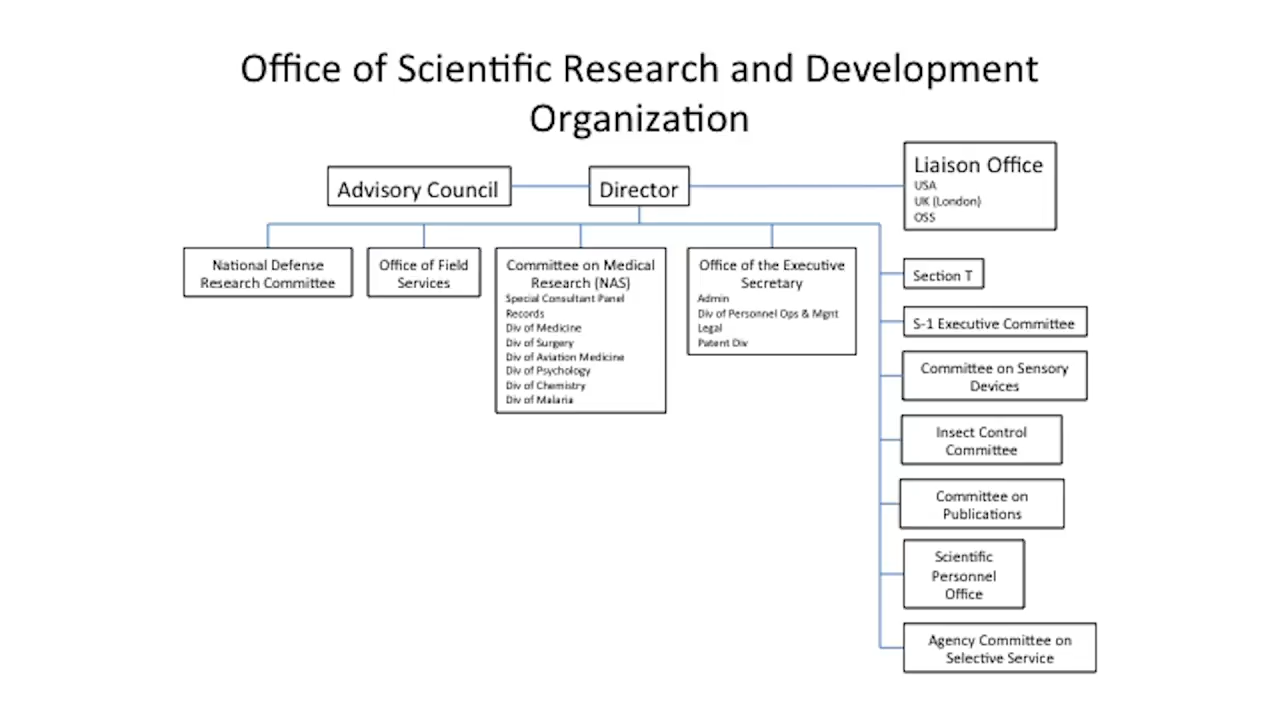 Office of Scientific Research and Development
Organization
Advisory Council
Director
Liaison Office
USA
UK (London)
OSS
National Defense
Research Committee
Office of Field
Services
Committee on Medical
Research (NAS)
Special Consultant Panel
Records
Div of Medicine
Div of Surgery
Div of Aviation Medicine
Div of Psychology
Div of Chemistry
Div of Malaria
Office of the Executive
Secretary
Admin
Div of Personnel Ops & Mgnt
Legal
Patent Div
Section T
S-1 Executive Committee
Committee on Sensory
Devices
Insect Control
Committee
Committee on
Publications
Scientific
Personnel
Office
Agency Committee on
Selective Service